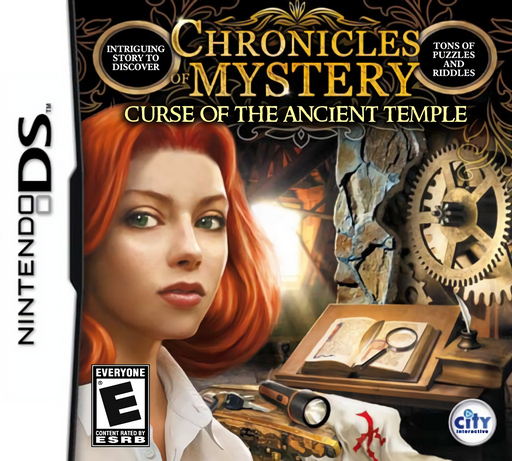 NINTENDO DS™
INTRIGUING
STORY TO
DISCOVER
CHRONICLES
OF MYSTERY
TONS OF
PUZZLES
AND
RIDDLES
CURSE OF THE ANCIENT TEMPLE
EVERYONE
E
CONTENT RATED BY
ESRB
CITY
interactive